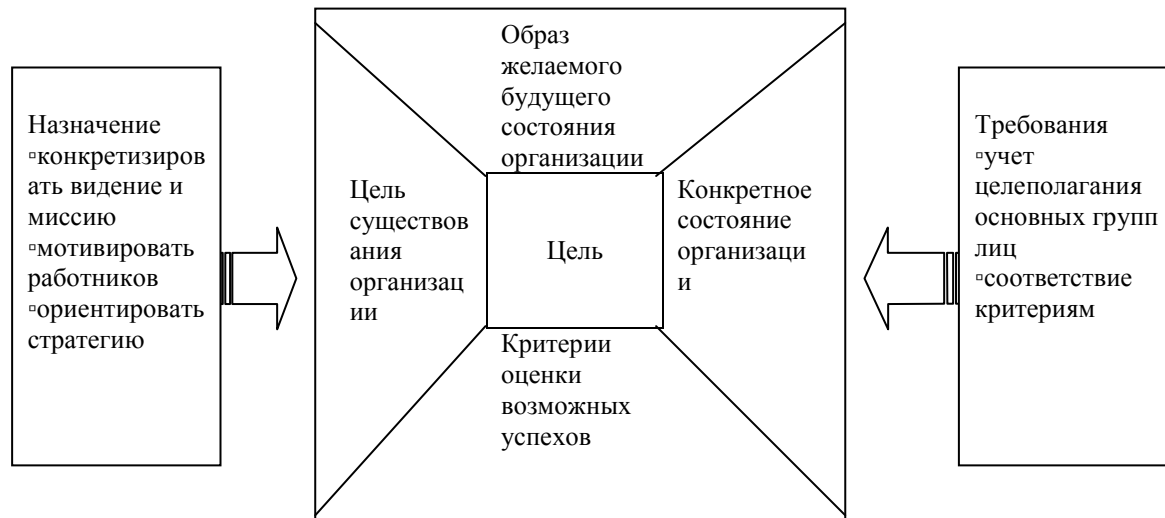 Назначение
▫конкретизиров
ать видение и
миссию
▫мотивировать
работников
▫ориентировать
стратегию
Образ
желаемого
будущего
состояния
организации
Цель
существов
ания
организац
ии
Цель
Конкретное
состояние
организаци
и
Критерии
оценки
возможных
успехов
Требования
▫учет
целеполагания
основных групп
лиц
▫соответствие
критериям